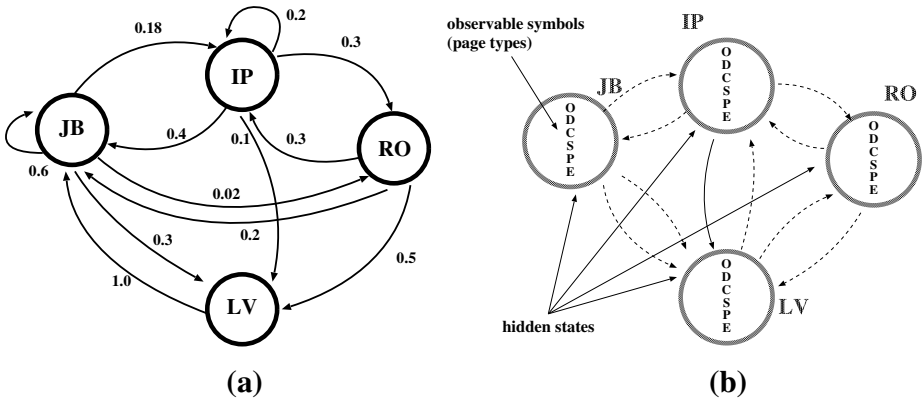 0.2
0.18
0.3
IP
JB
0.4
0.1
0.3
RO
0.6
0.02
0.3
0.2
0.5
1.0
LV
(a)
observable symbols
(page types)
IP
JB
RO
O
D
C
S
P
E
O
D
C
S
P
E
O
D
C
S
P
E
O
D
C
S
P
E
LV
hidden states
(b)